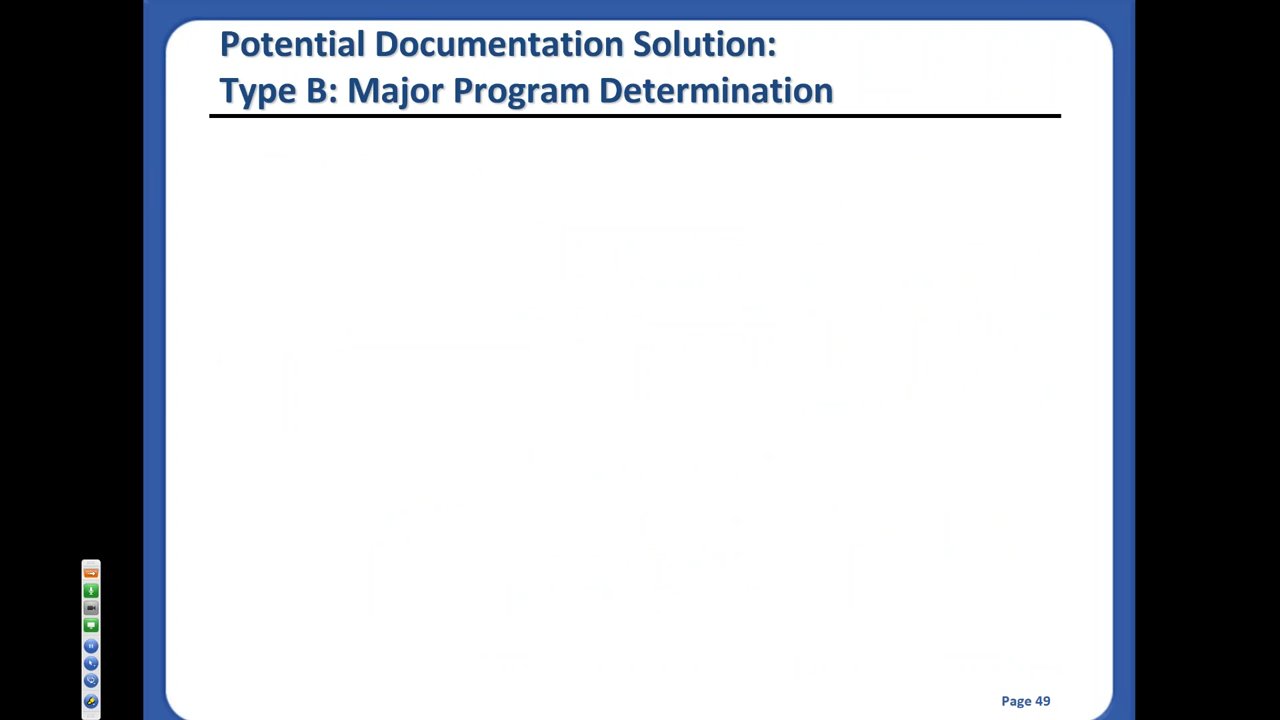 Potential Documentation Solution:
Type B: Major Program Determination
Page 49